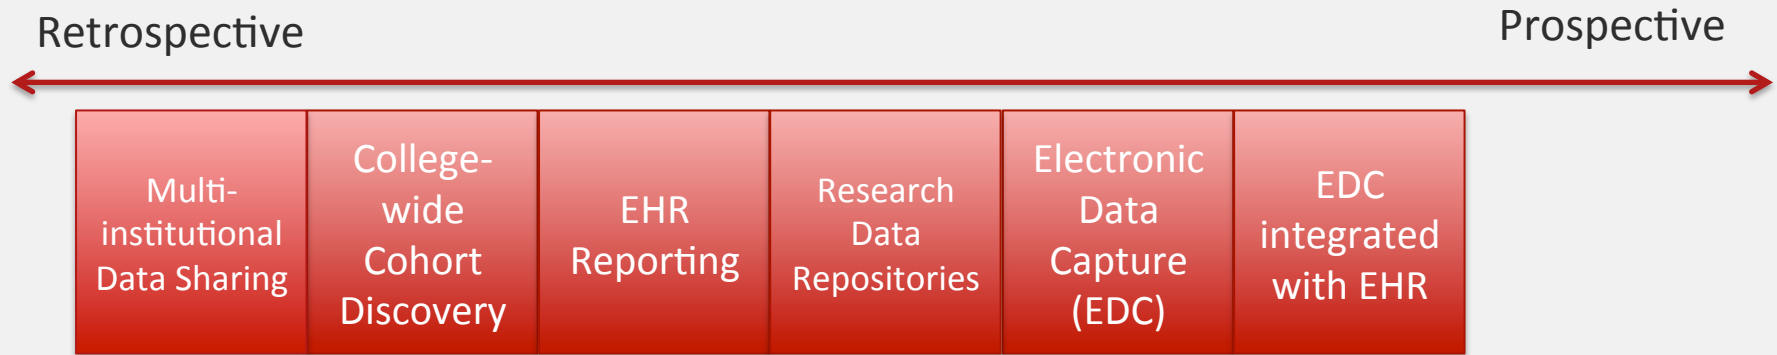 Retrospective
Prospective
Multi-
institutional
Data Sharing
College-
wide
Cohort
Discovery
EHR
Reporting
Research
Data
Repositories
Electronic
Data
Capture
(EDC)
EDC
integrated
with EHR